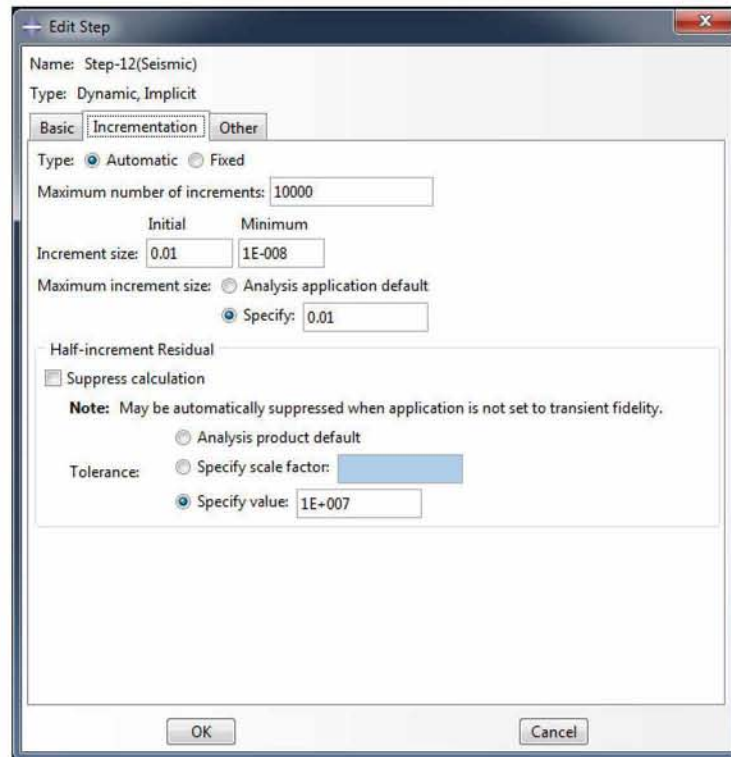 Edit Step
Name: Step-12(Seismic)
Type: Dynamic, Implicit
Basic Incrementation Other
Type: Automatic Fixed
Maximum number of increments: 10000
Initial Minimum
Increment size: 0.01 1E-008
Maximum increment size: Analysis application default
Specify: 0.01
Half-increment Residual
Suppress calculation
Note: May be automatically suppressed when application is not set to transient fidelity.
Analysis product default
Tolerance: Specify scale factor:
Specify value: 1E+007
OK Cancel